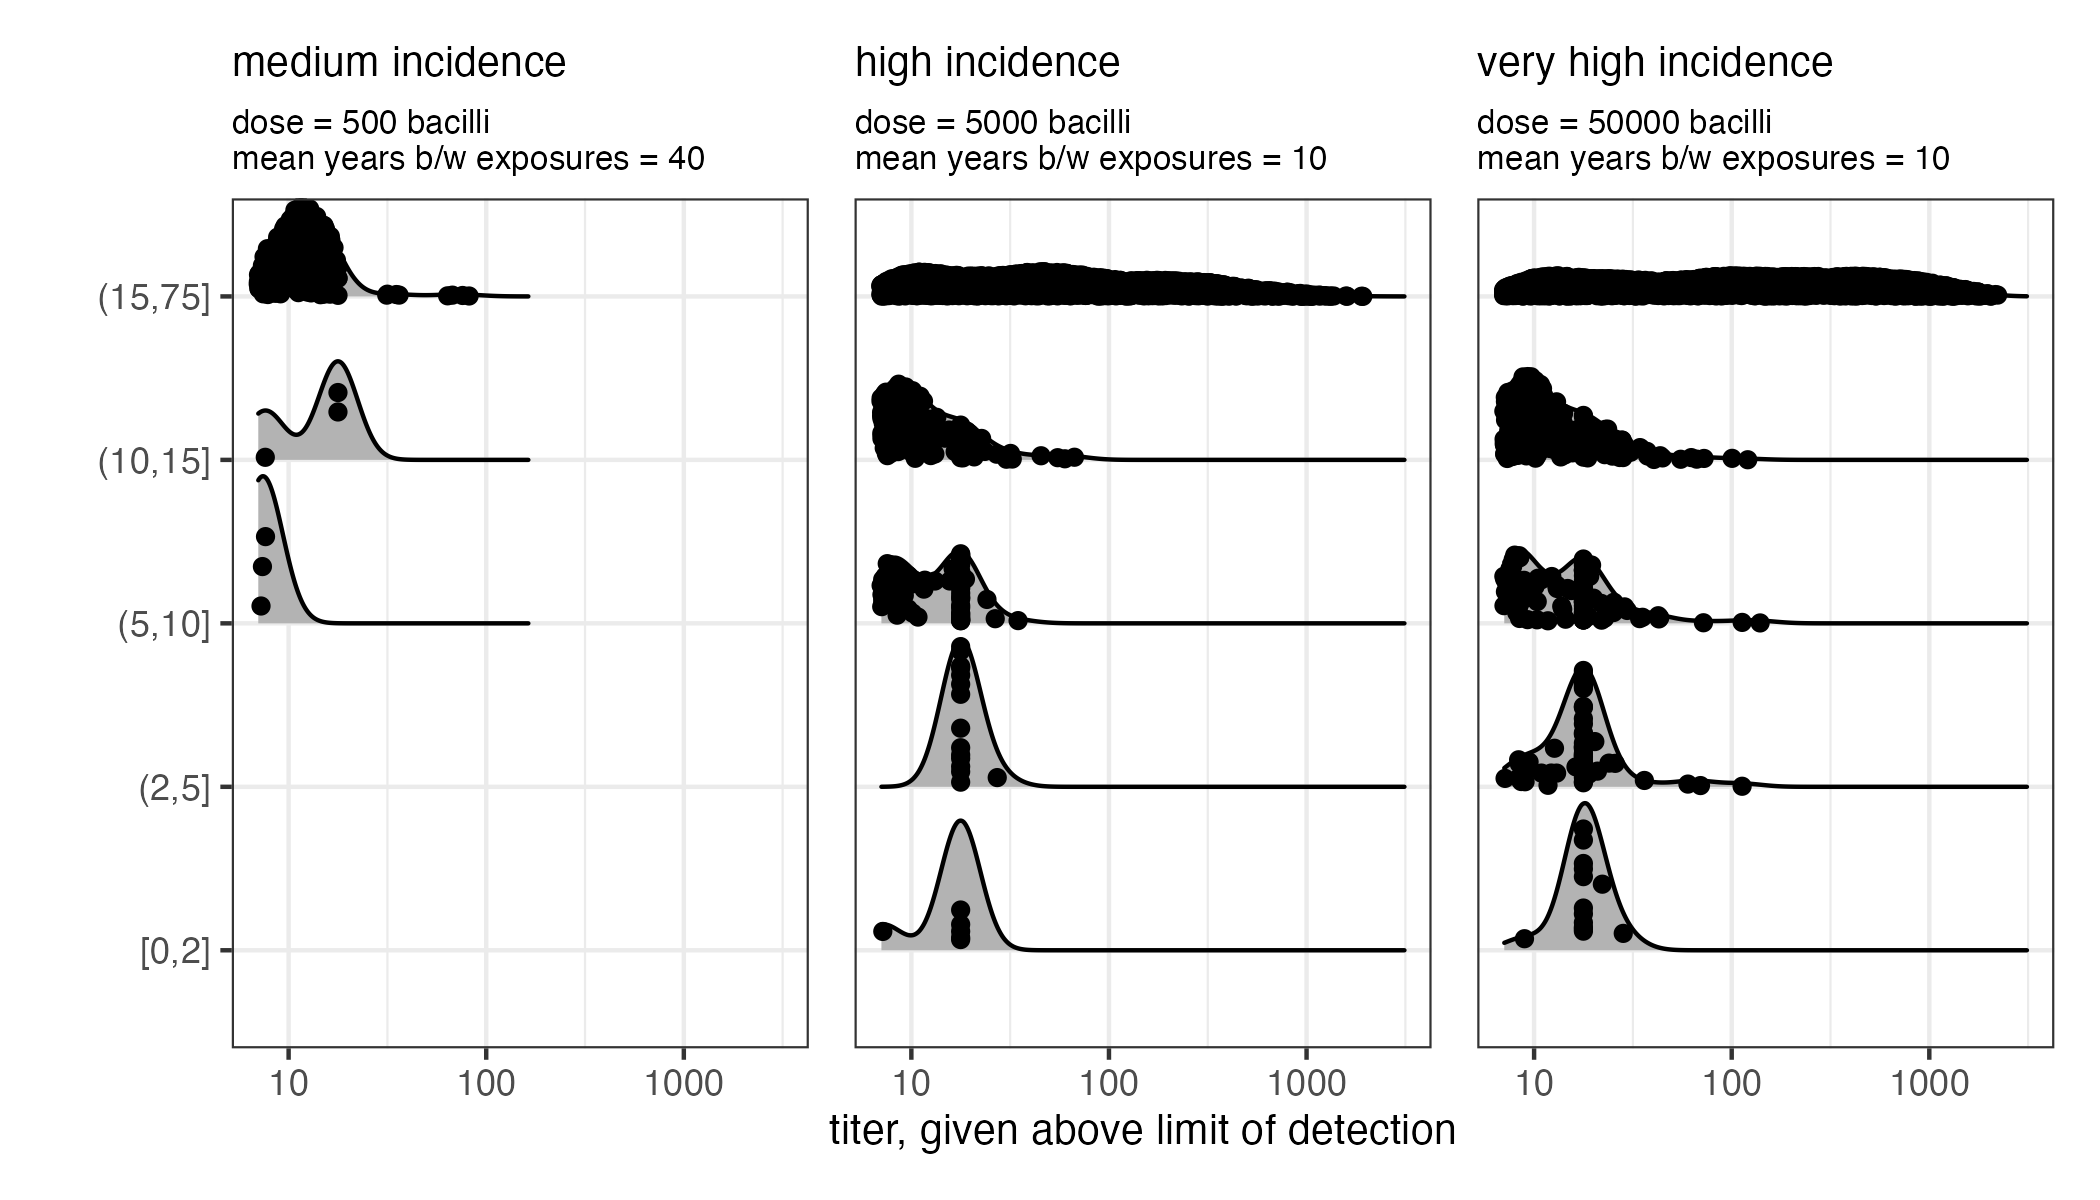 medium incidence
dose = 500 bacilli
mean years b/w exposures = 40
high incidence
dose = 5000 bacilli
mean years b/w exposures = 10
very high incidence
dose = 50000 bacilli
mean years b/w exposures = 10
(15,75]
(10,15]
(5,10]
(2,5]
[0,2]
10 100 1000
10 100 1000
10 100 1000
titer, given above limit of detection